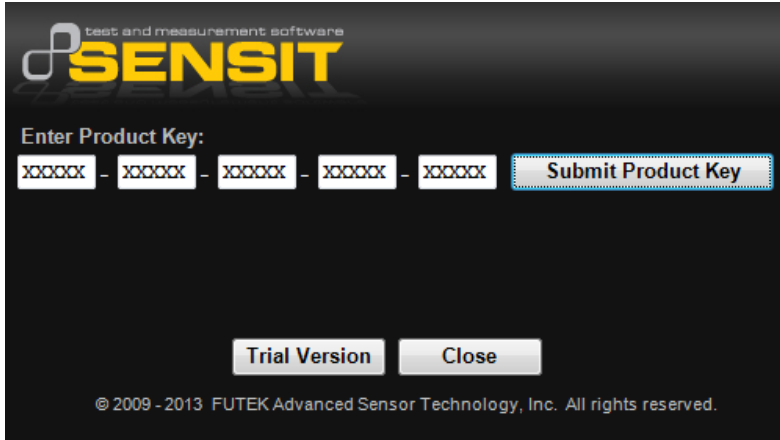 test and measurement software
SENSIT
Enter Product Key:
XXXXX - XXXXX - XXXXX - XXXXX - XXXXX Submit Product Key
Trial Version Close
© 2009 - 2013 FUTEK Advanced Sensor Technology, Inc. All rights reserved.